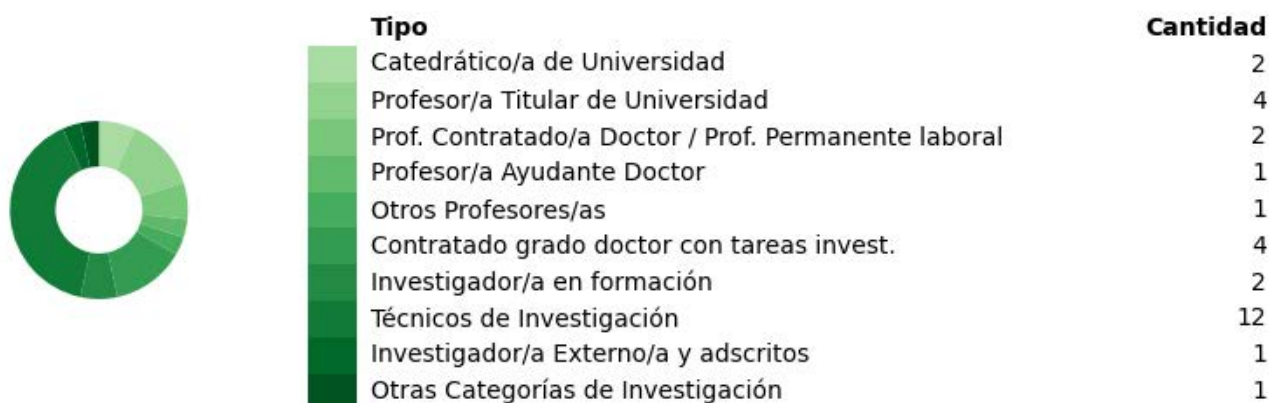 Tipo Cantidad
Catedrático/a de Universidad 2
Profesor/a Titular de Universidad 4
Prof. Contratado/a Doctor / Prof. Permanente laboral 2
Profesor/a Ayudante Doctor 1
Otros Profesores/as 1
Contratado grado doctor con tareas invest. 4
Investigador/a en formación 2
Técnicos de Investigación 12
Investigador/a Externo/a y adscritos 1
Otras Categorías de Investigación 1